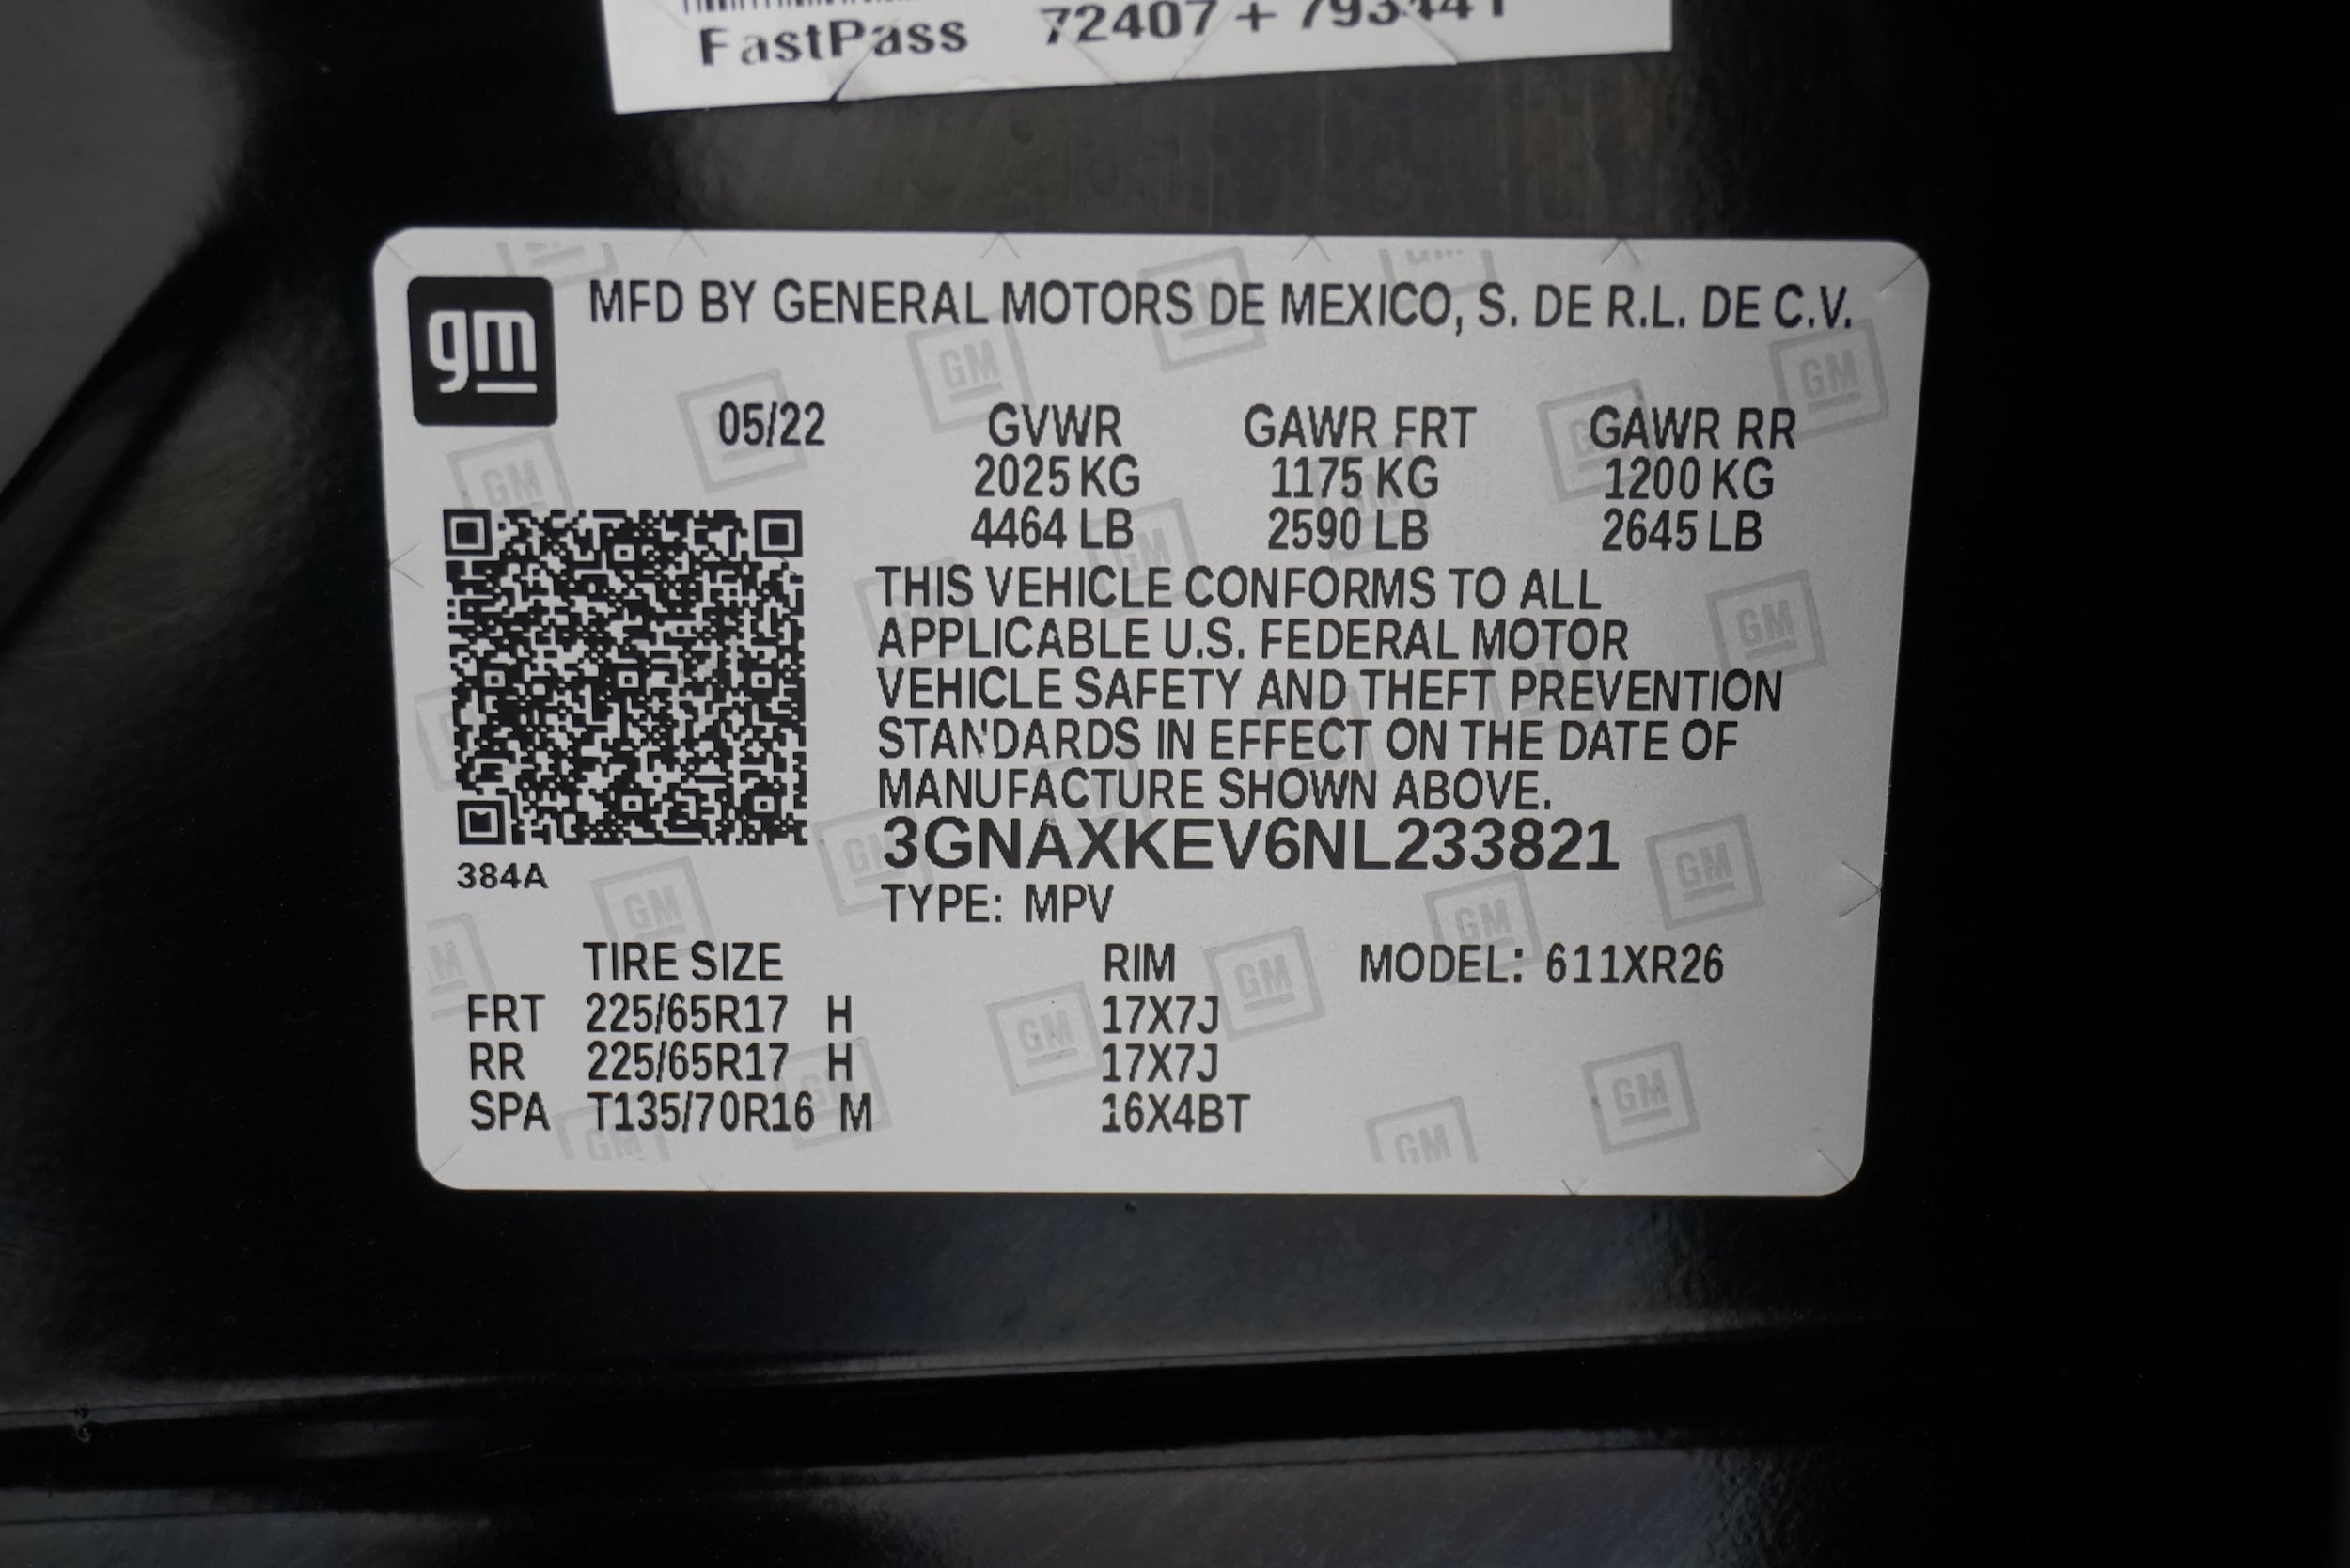 FastPass 72407 + 793441
gm
MFD BY GENERAL MOTORS DE MEXICO, S. DE R.L. DE C.V.
05/22 GVWR GAWR FRT GAWR RR
2025 KG 1175 KG 1200 KG
4464 LB 2590 LB 2645 LB
THIS VEHICLE CONFORMS TO ALL
APPLICABLE U.S. FEDERAL MOTOR
VEHICLE SAFETY AND THEFT PREVENTION
STANDARDS IN EFFECT ON THE DATE OF
MANUFACTURE SHOWN ABOVE.
3GNAXKEV6NL233821
384A
TYPE: MPV
TIRE SIZE RIM MODEL: 611XR26
FRT 225/65R17 H 17X7J
RR 225/65R17 H 17X7J
SPA T135/70R16 M 16X4BT